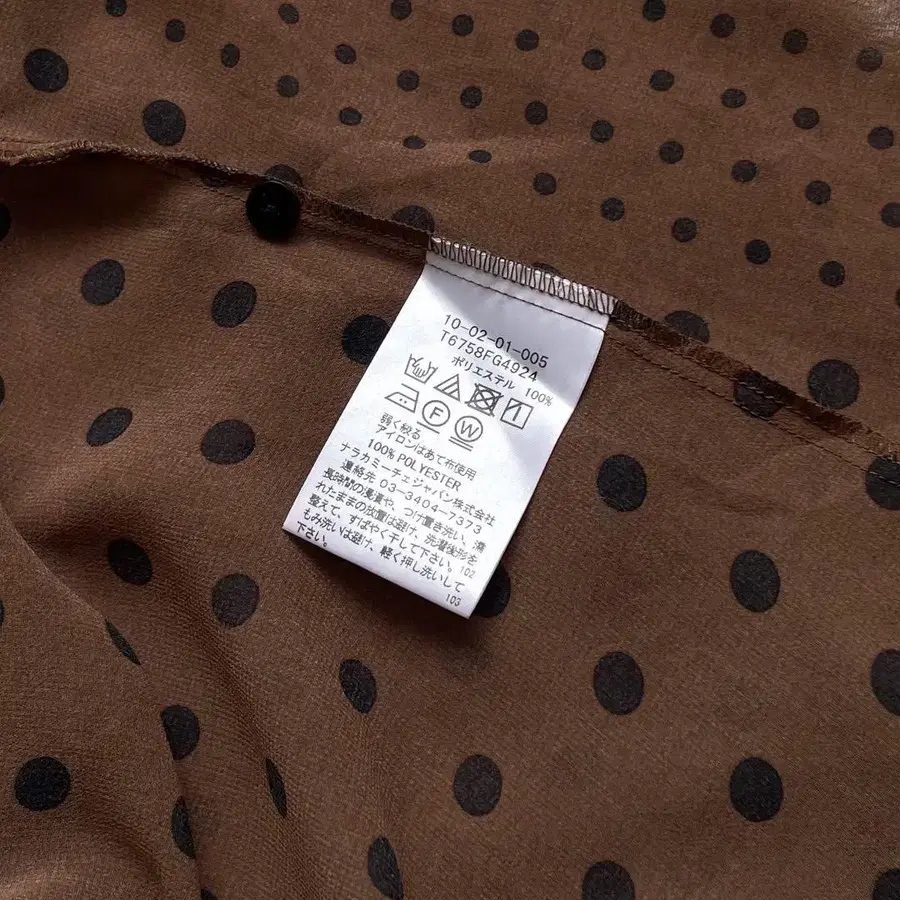 10-02-01-005
T6758FG4924
ポリエステル 100%
F W
弱く絞る
アイロンはあて布使用
100% POLYESTER
ナラカミーチェジャパン株式会社
連絡先 03-3404-7373
長時間の浸漬や、つけ置き洗い、濡
れたままの放置は避け、洗濯後形を
整えて、すばやく干して下さい。102
もみ洗いは避け、軽く押し洗いして
下さい。 103